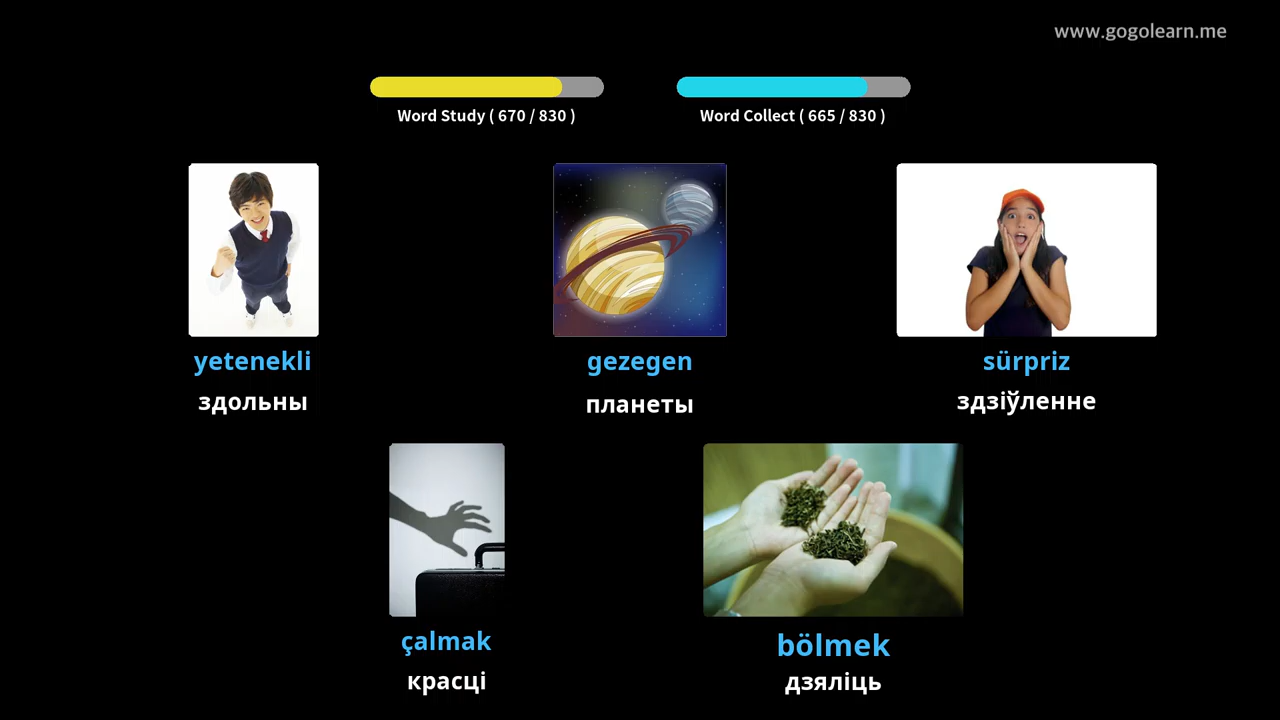 www.gogolearn.me
Word Study ( 670 / 830 )
Word Collect ( 665 / 830 )
yetenekli
здольны
gezegen
планеты
sürpriz
здзіўленне
çalmak
красці
bölmek
дзяліць